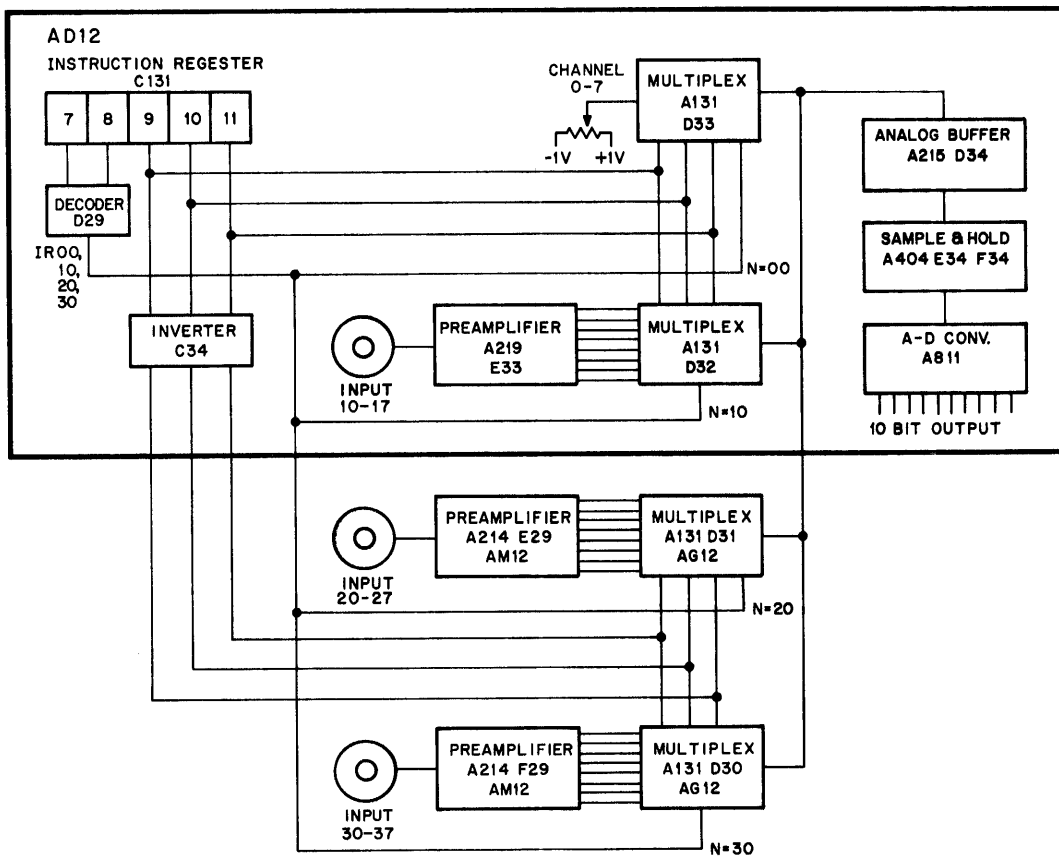 AD12
INSTRUCTION REGESTER
C131
7 8 9 10 11
DECODER
D29
IR00,
10,
20,
30
INVERTER
C34
CHANNEL
0-7
-1V +1V
MULTIPLEX
A131
D33
N=00
INPUT
10-17
PREAMPLIFIER
A219
E33
MULTIPLEX
A131
D32
N=10
ANALOG BUFFER
A215 D34
SAMPLE & HOLD
A404 E34 F34
A-D CONV.
A811
10 BIT OUTPUT
INPUT
20-27
PREAMPLIFIER
A214 E29
AM12
MULTIPLEX
A131 D31
AG12
N=20
INPUT
30-37
PREAMPLIFIER
A214 F29
AM12
MULTIPLEX
A131 D30
AG12
N=30